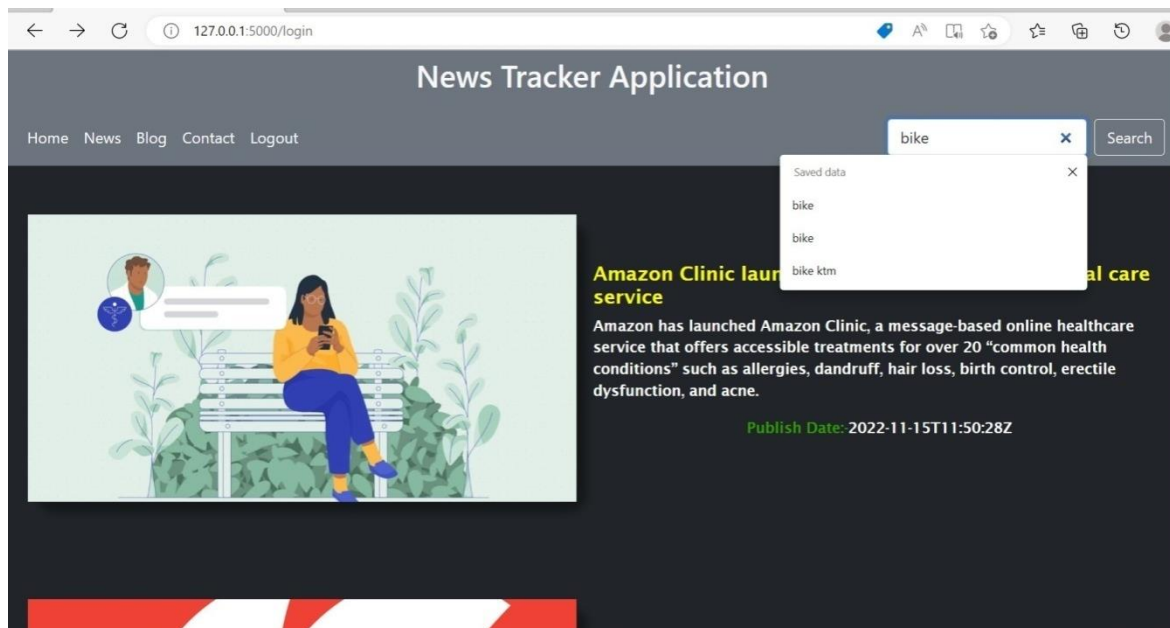 127.0.0.1:5000/login
News Tracker Application
Home News Blog Contact Logout
bike
Search
Saved data
bike
bike
bike ktm
Amazon Clinic al care
service
Amazon has launched Amazon Clinic, a message-based online healthcare
service that offers accessible treatments for over 20 “common health
conditions” such as allergies, dandruff, hair loss, birth control, erectile
dysfunction, and acne.
Publish Date:-2022-11-15T11:50:28Z